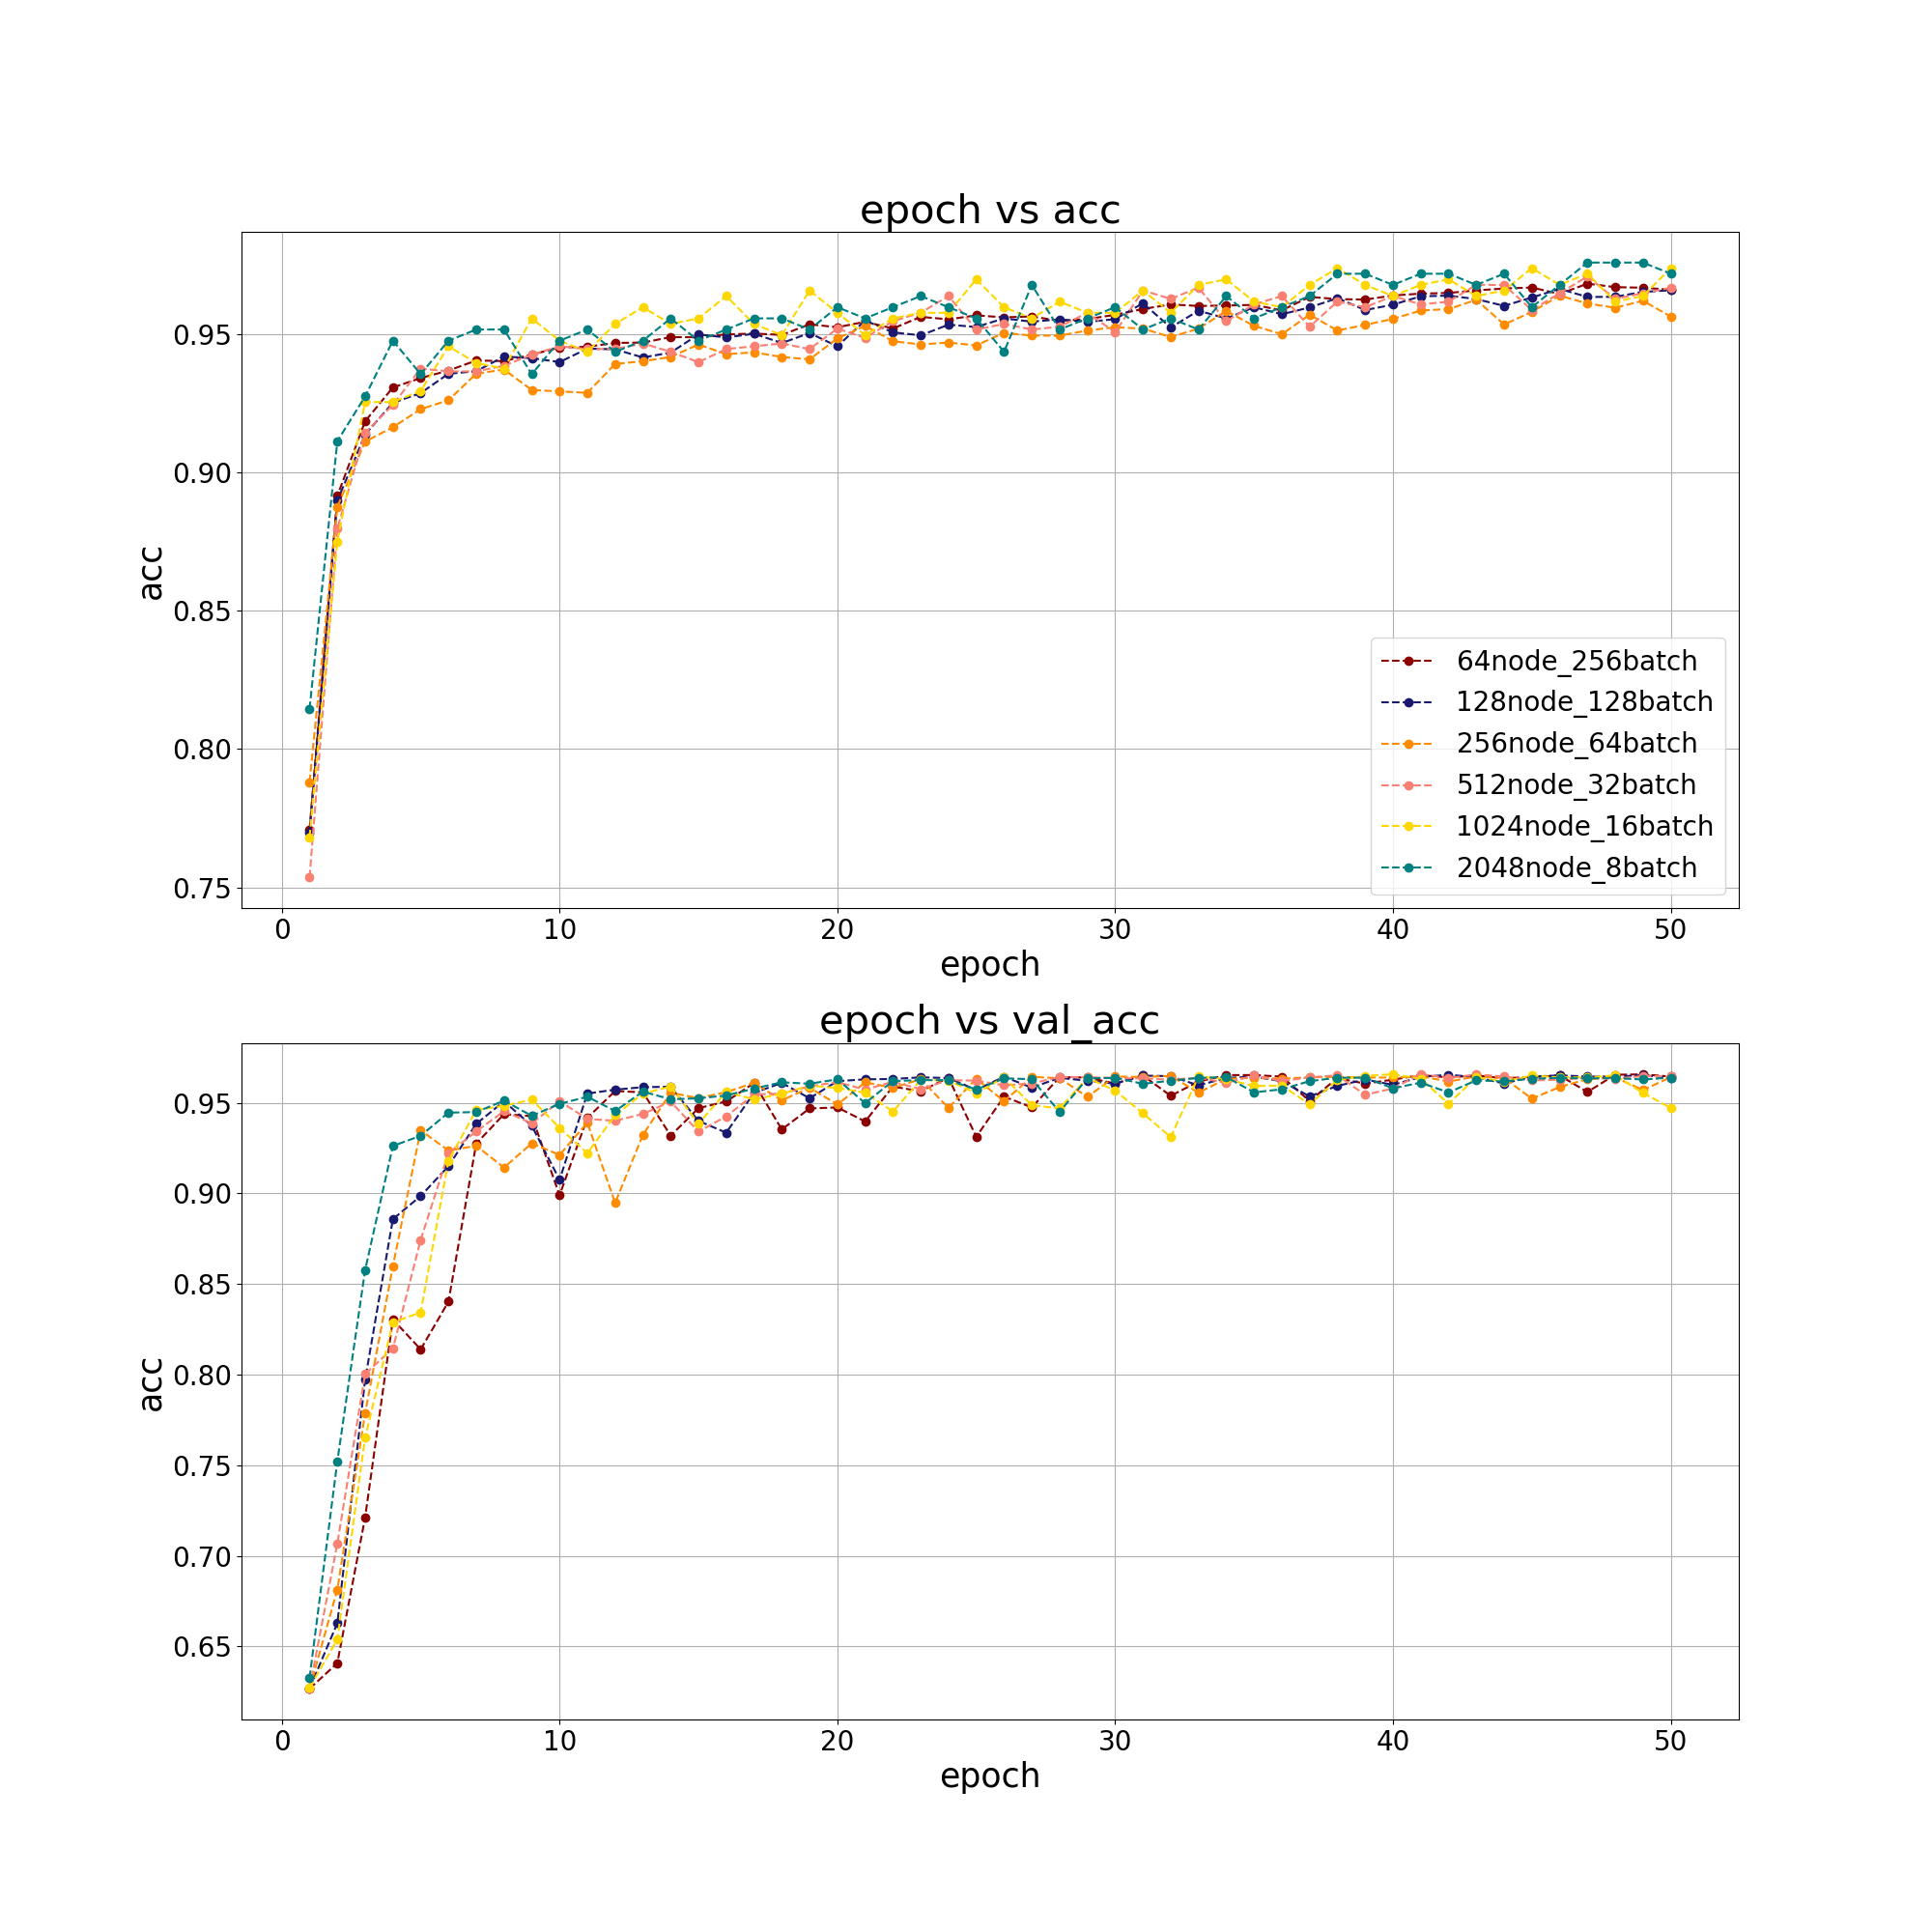 epoch vs acc
acc
0.95
0.90
0.85
0.80
0.75
64node_256batch
128node_128batch
256node_64batch
512node_32batch
1024node_16batch
2048node_8batch
0 10 20 30 40 50
epoch
epoch vs val_acc
acc
0.95
0.90
0.85
0.80
0.75
0.70
0.65
0 10 20 30 40 50
epoch